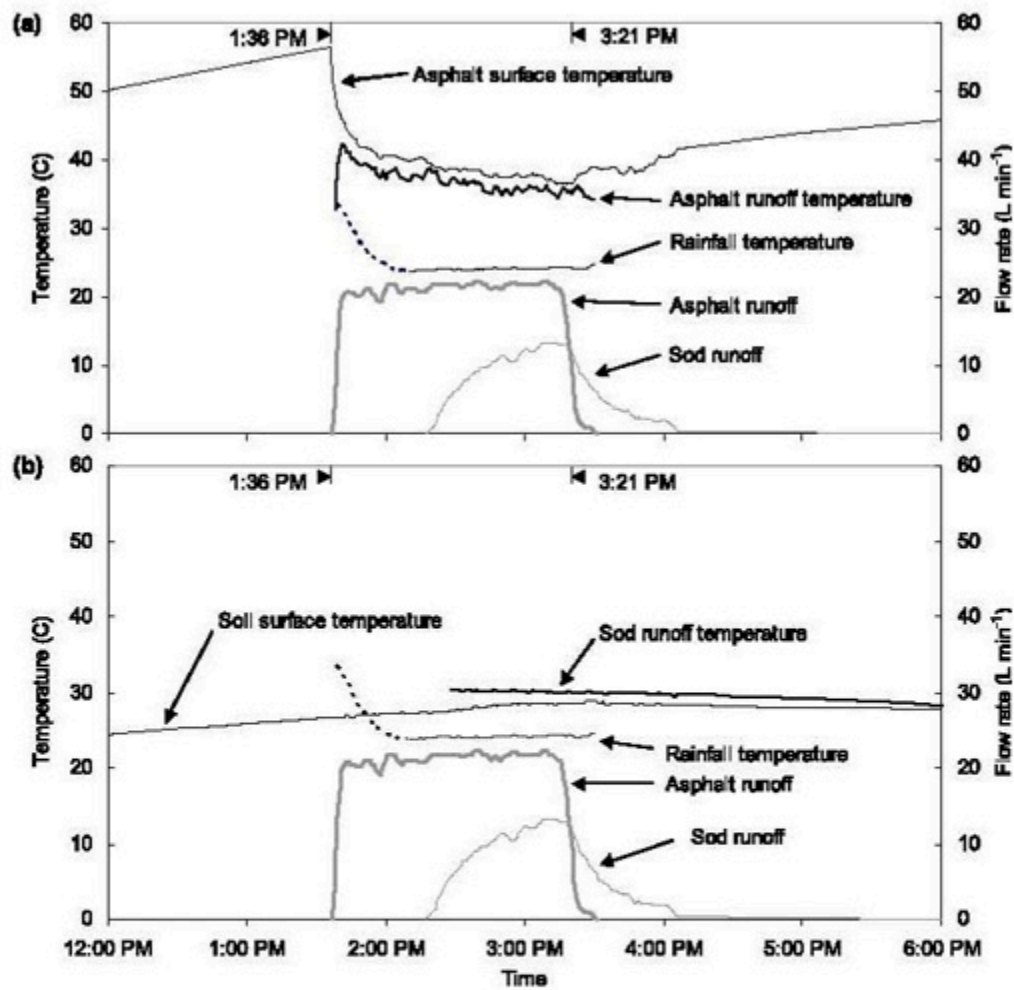 (a)
60
50
40
30
20
10
0
Temperature (C)
1:36 PM
3:21 PM
Asphalt surface temperature
Asphalt runoff temperature
Rainfall temperature
Asphalt runoff
Sod runoff
60
50
40
30
20
10
0
Flow rate (L min⁻¹)
(b)
60
50
40
30
20
10
0
Temperature (C)
1:36 PM
3:21 PM
Soil surface temperature
Sod runoff temperature
Rainfall temperature
Asphalt runoff
Sod runoff
60
50
40
30
20
10
0
Flow rate (L min⁻¹)
12:00 PM 1:00 PM 2:00 PM 3:00 PM 4:00 PM 5:00 PM 6:00 PM
Time